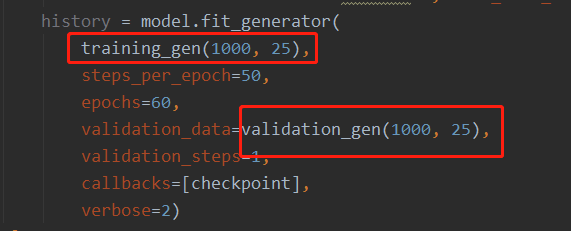 history = model.fit_generator(
training_gen(1000, 25),
steps_per_epoch=50,
epochs=60,
validation_data=validation_gen(1000, 25),
validation_steps=1,
callbacks=[checkpoint],
verbose=2)